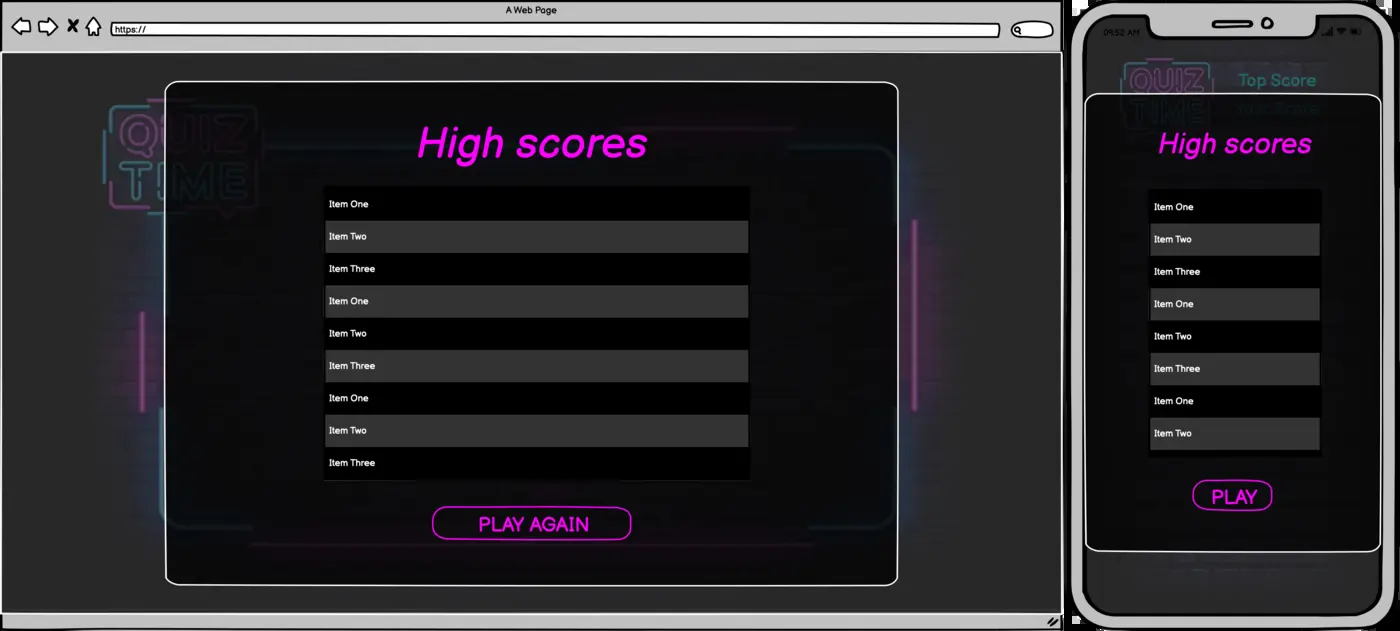 A Web Page
https://
QUIZ
TIME
High scores
Item One
Item Two
Item Three
Item One
Item Two
Item Three
Item One
Item Two
Item Three
PLAY AGAIN
09:52 AM
QUIZ
TIME
Top Score
High scores
Item One
Item Two
Item Three
Item One
Item Two
Item Three
Item One
Item Two
PLAY